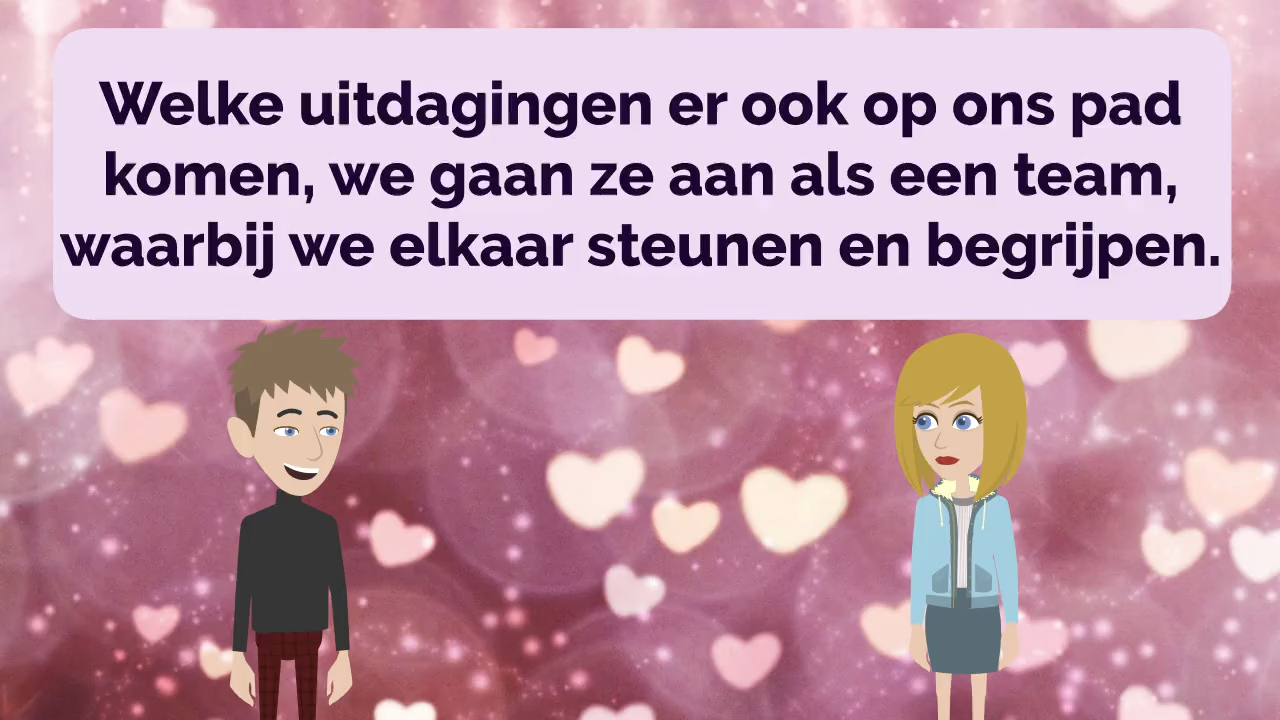 Welke uitdagingen er ook op ons pad
komen, we gaan ze aan als een team,
waarbij we elkaar steunen en begrijpen.